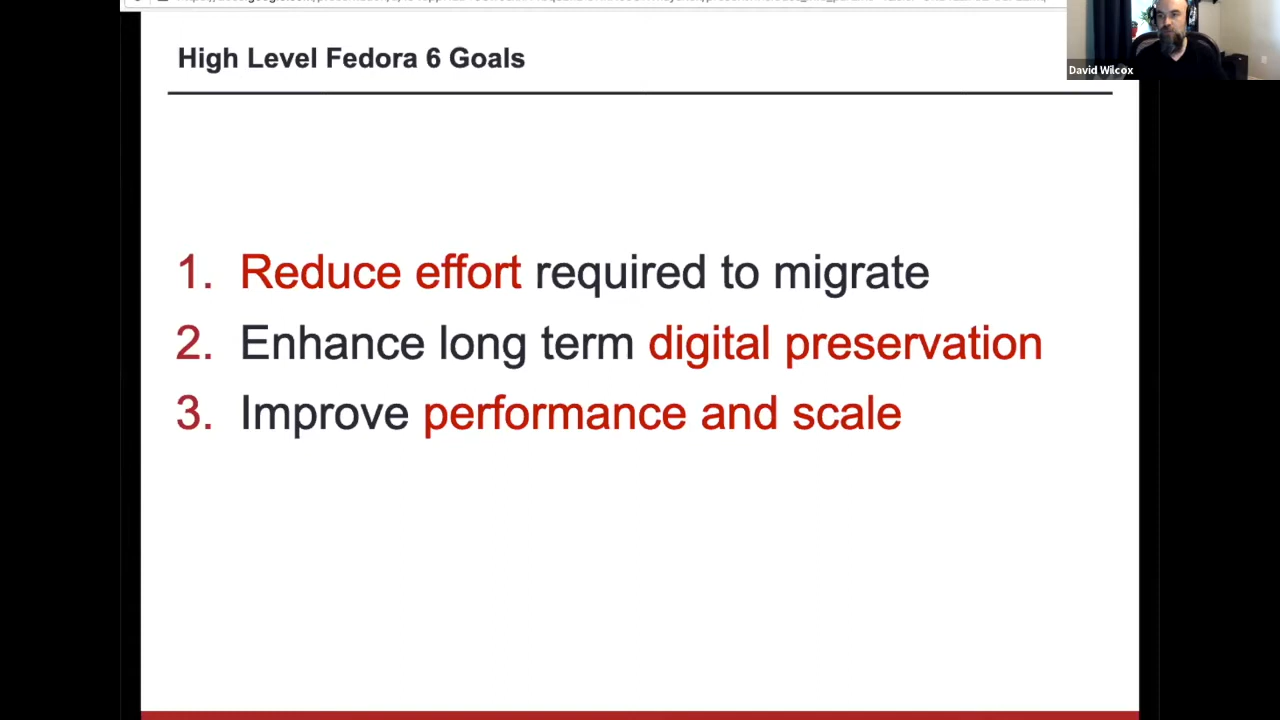 High Level Fedora 6 Goals
David Wilcox
1. Reduce effort required to migrate
2. Enhance long term digital preservation
3. Improve performance and scale